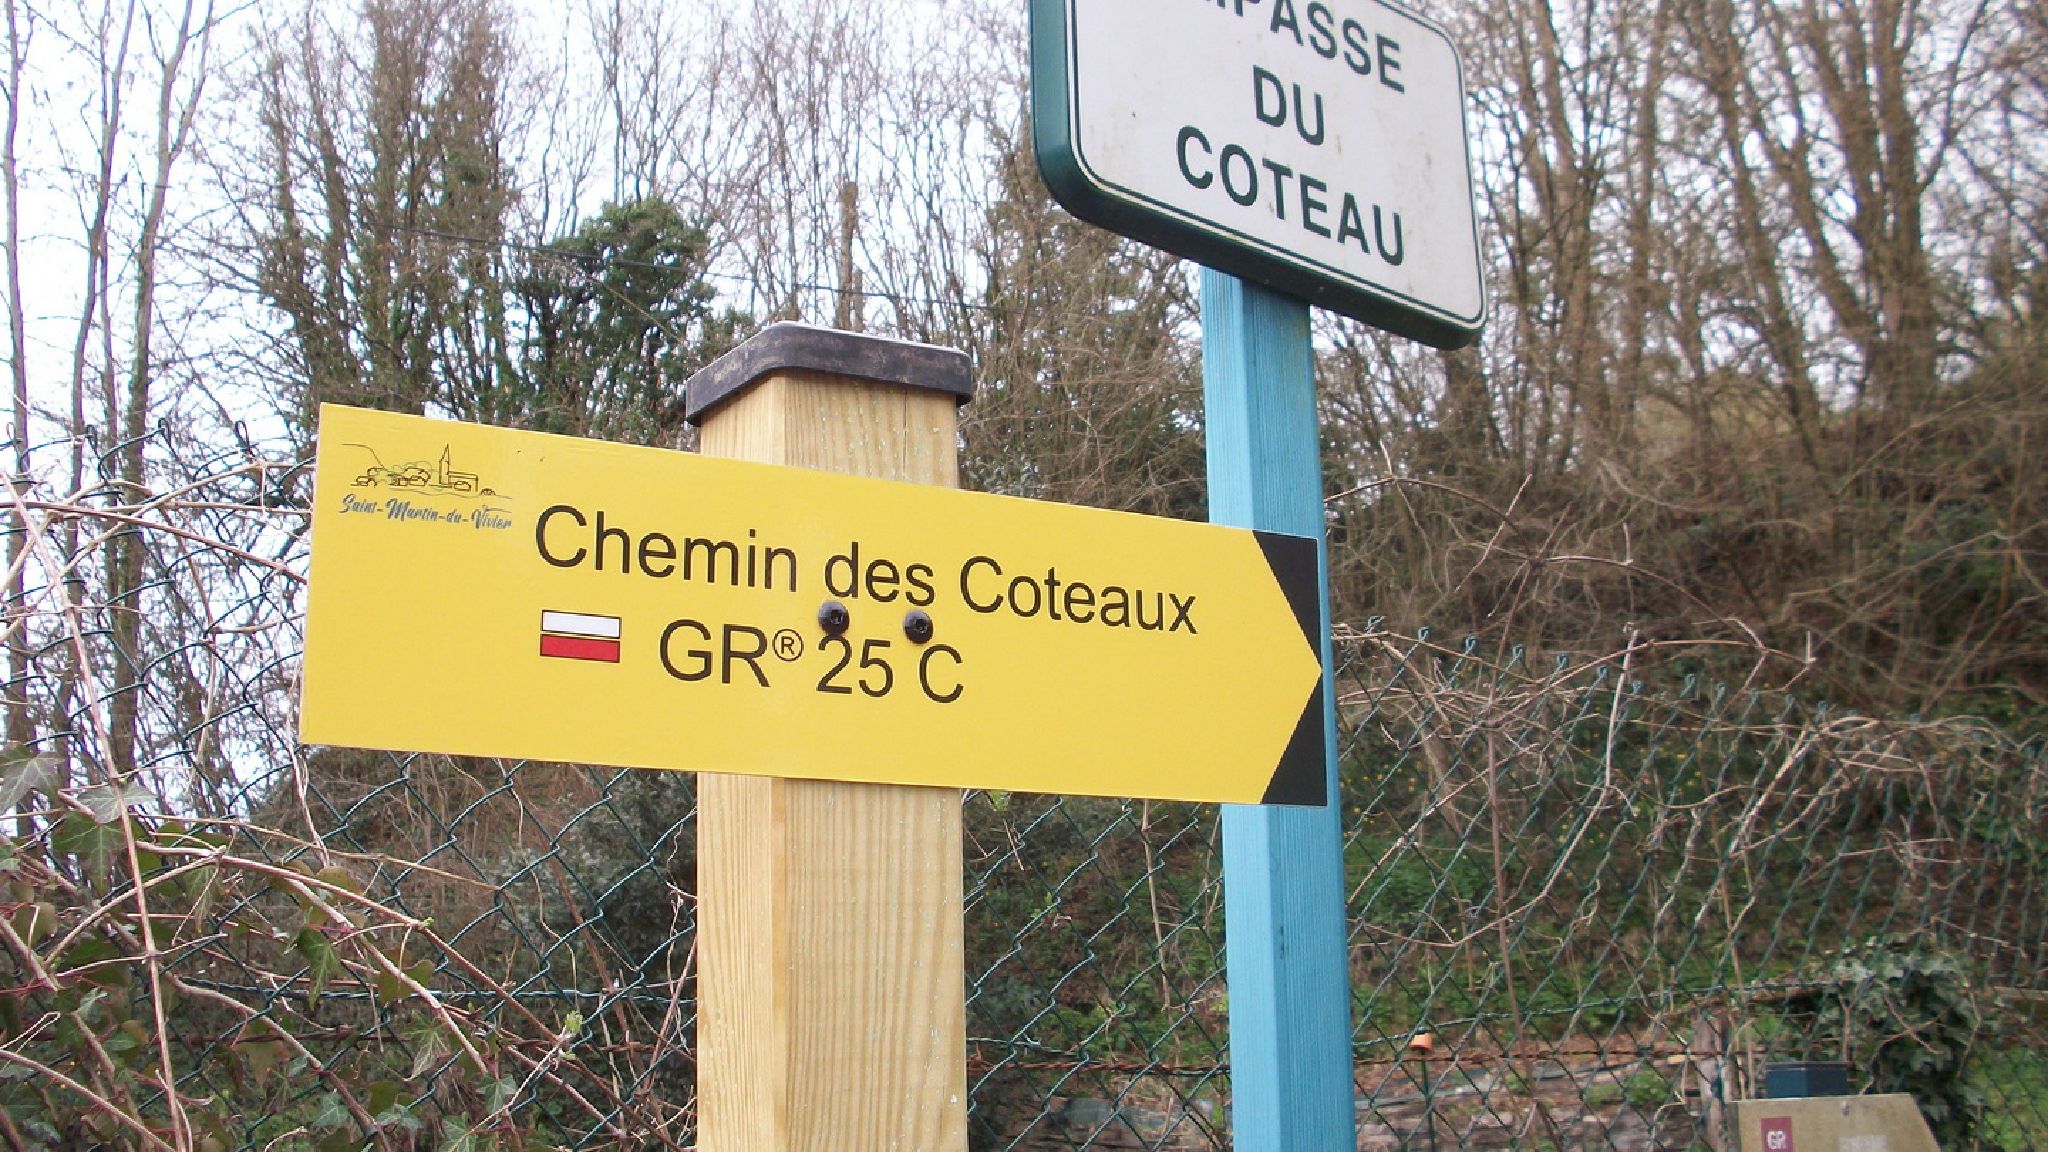 PASSE
DU
COTEAU
Saint-Martin-du-Vivier
Chemin des Coteaux
GR® 25 C
GR